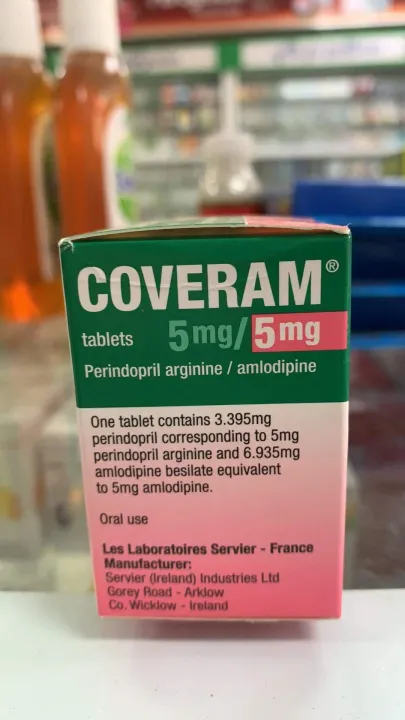 COVERAM®
tablets 5mg/5mg
Perindopril arginine / amlodipine
One tablet contains 3.395mg
perindopril corresponding to 5mg
perindopril arginine and 6.935mg
amlodipine besilate equivalent
to 5mg amlodipine.
Oral use
Les Laboratoires Servier - France
Manufacturer:
Servier (Ireland) Industries Ltd
Gorey Road - Arklow
Co. Wicklow - Ireland